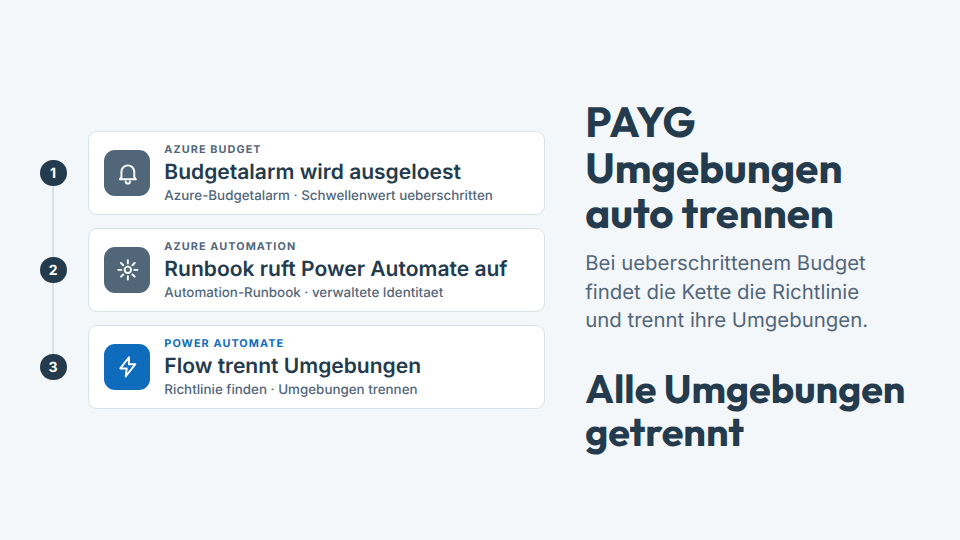 1
AZURE BUDGET
Budgetalarm wird ausgeloest
Azure-Budgetalarm · Schwellenwert ueberschritten
2
AZURE AUTOMATION
Runbook ruft Power Automate auf
Automation-Runbook · verwaltete Identitaet
3
POWER AUTOMATE
Flow trennt Umgebungen
Richtlinie finden · Umgebungen trennen
PAYG
Umgebungen
auto trennen
Bei ueberschrittenem Budget
findet die Kette die Richtlinie
und trennt ihre Umgebungen.
Alle Umgebungen
getrennt